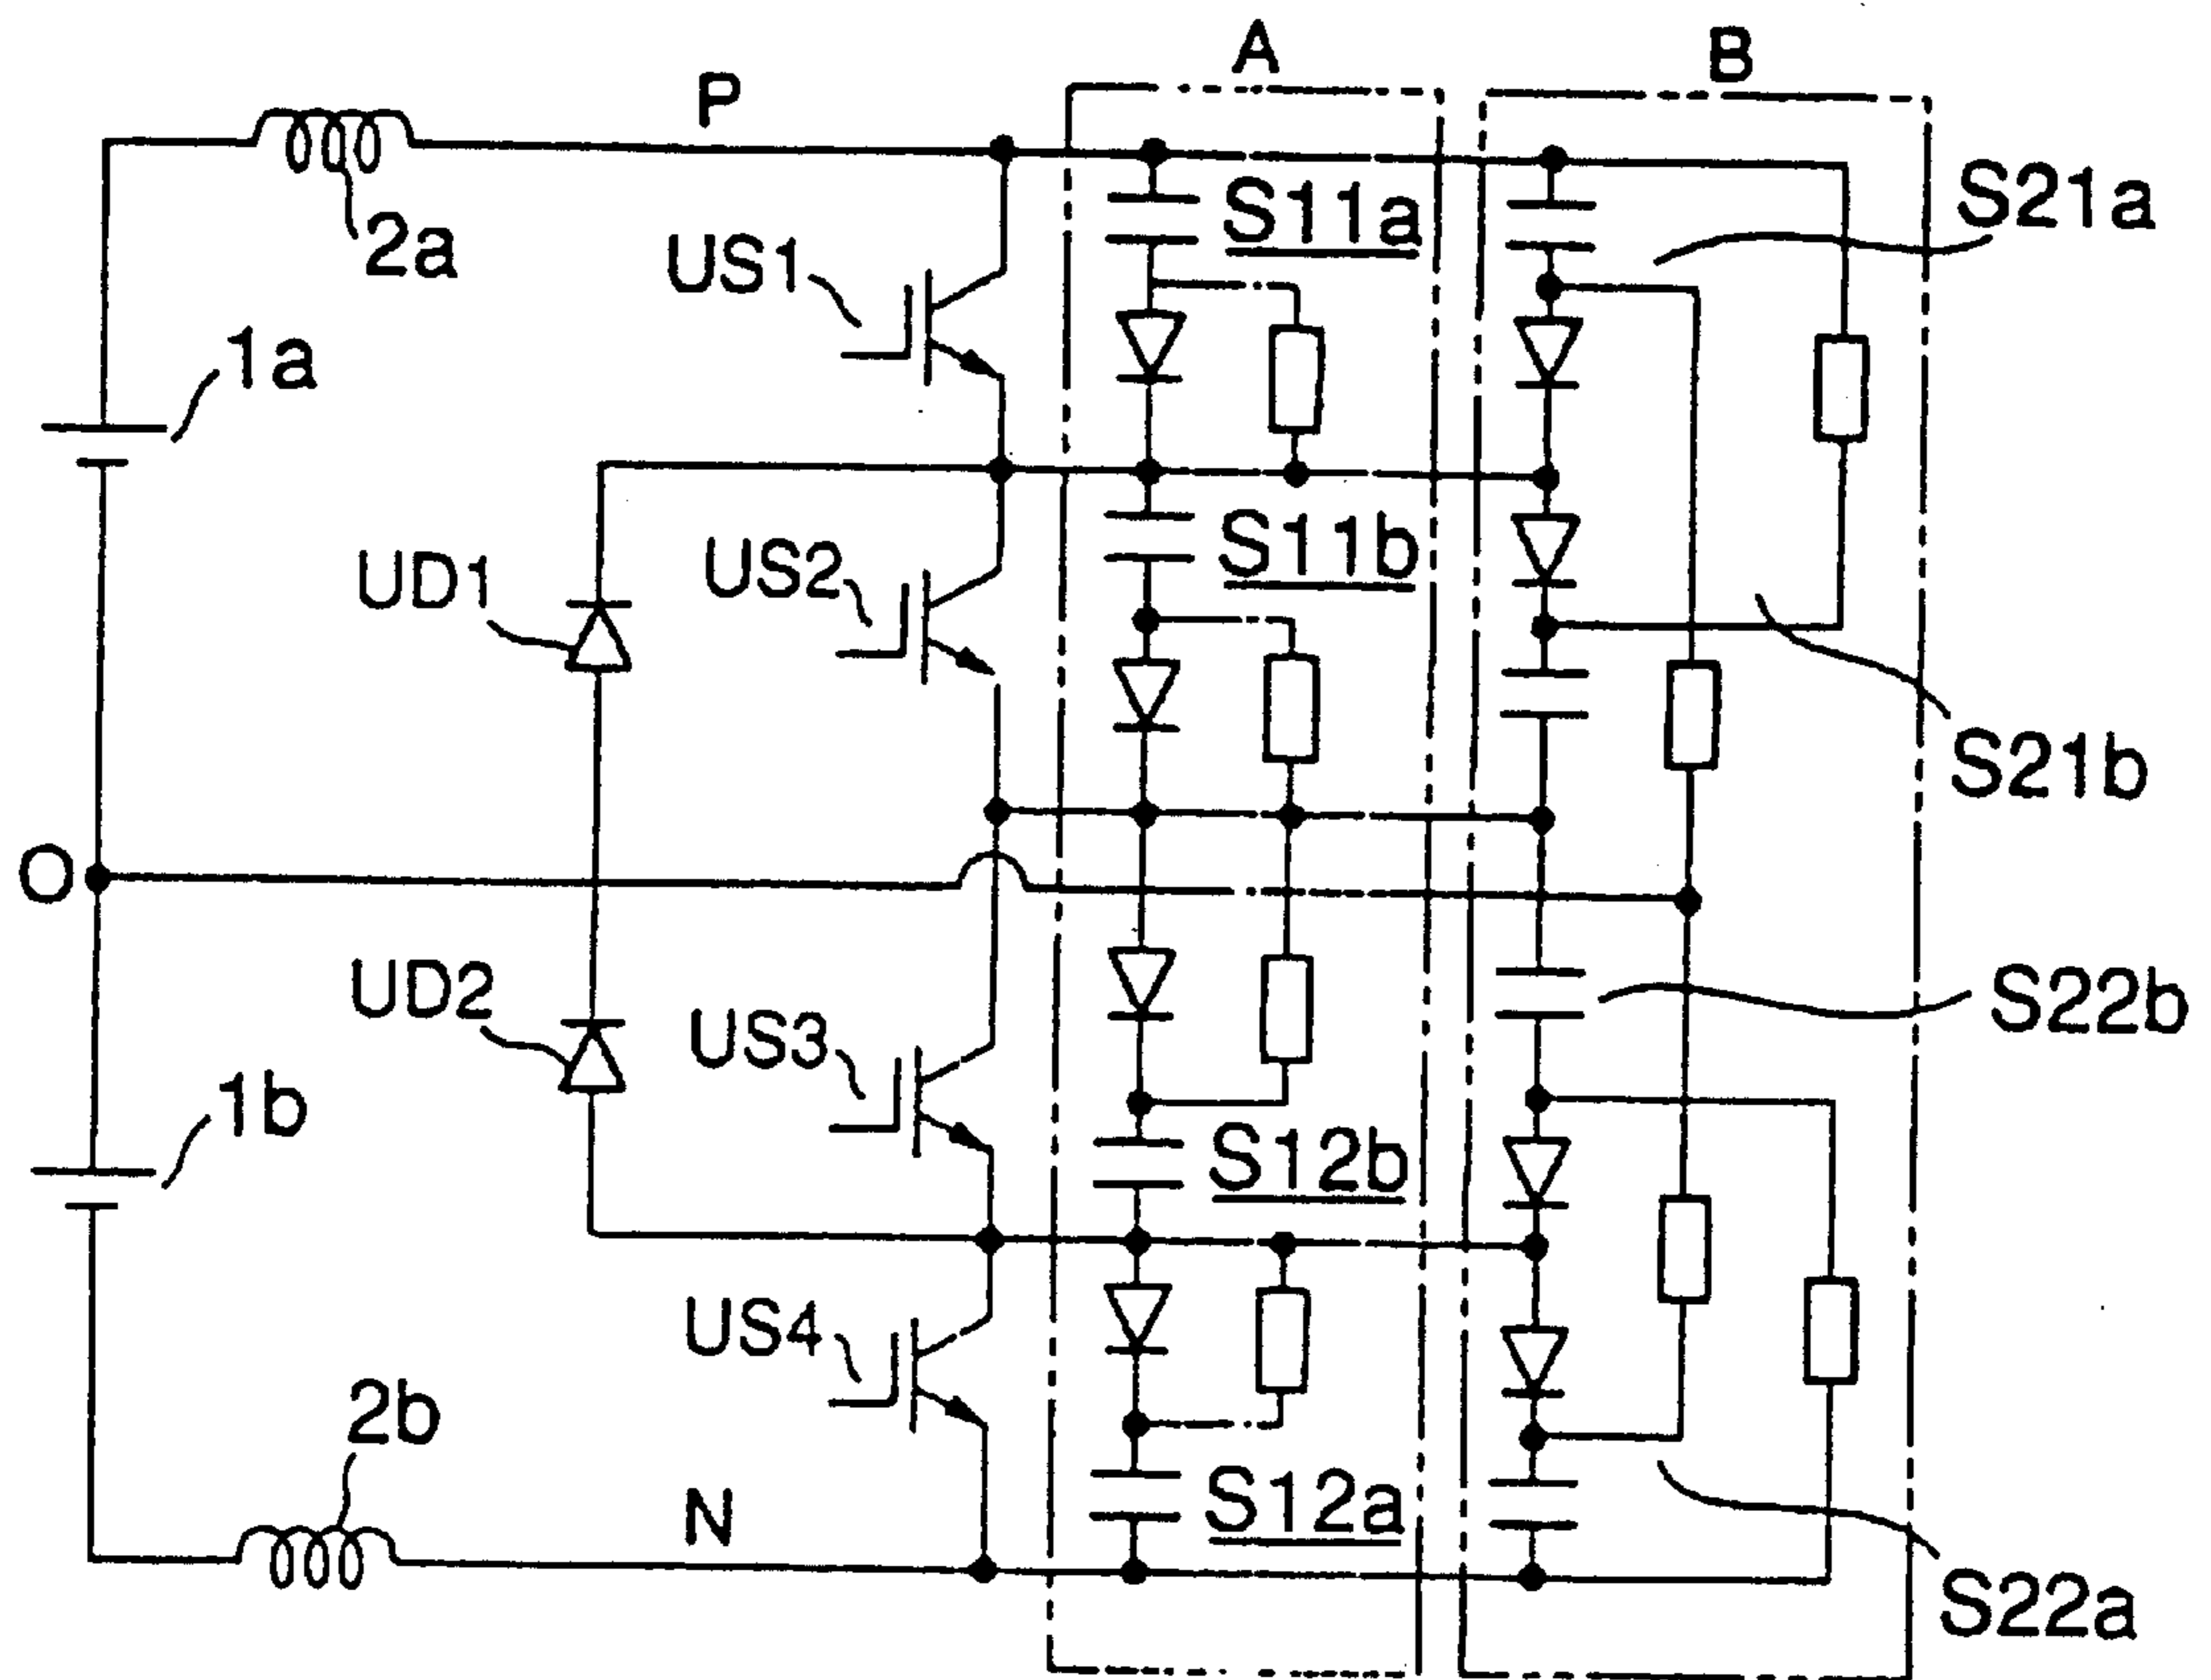 A
B
P
S21a
S11a
2a
US1
1a
S11b
UD1
US2
S21b
O
UD2
S22b
US3
1b
S12b
US4
2b
N
S12a
S22a